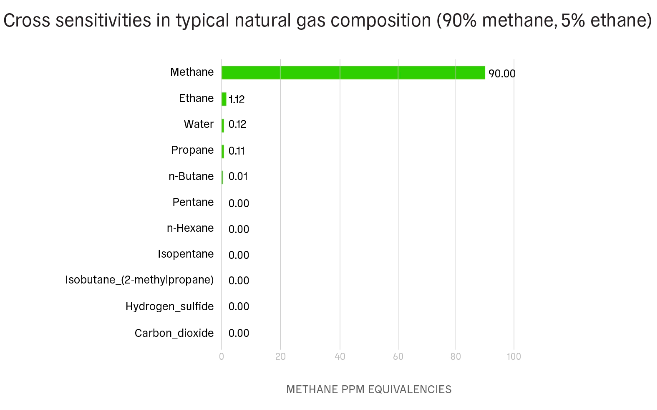 Cross sensitivities in typical natural gas composition (90% methane, 5% ethane)
Methane 90.00
Ethane 1.12
Water 0.12
Propane 0.11
n-Butane 0.01
Pentane 0.00
n-Hexane 0.00
Isopentane 0.00
Isobutane_(2-methylpropane) 0.00
Hydrogen_sulfide 0.00
Carbon_dioxide 0.00
0 20 40 60 80 100
METHANE PPM EQUIVALENCIES